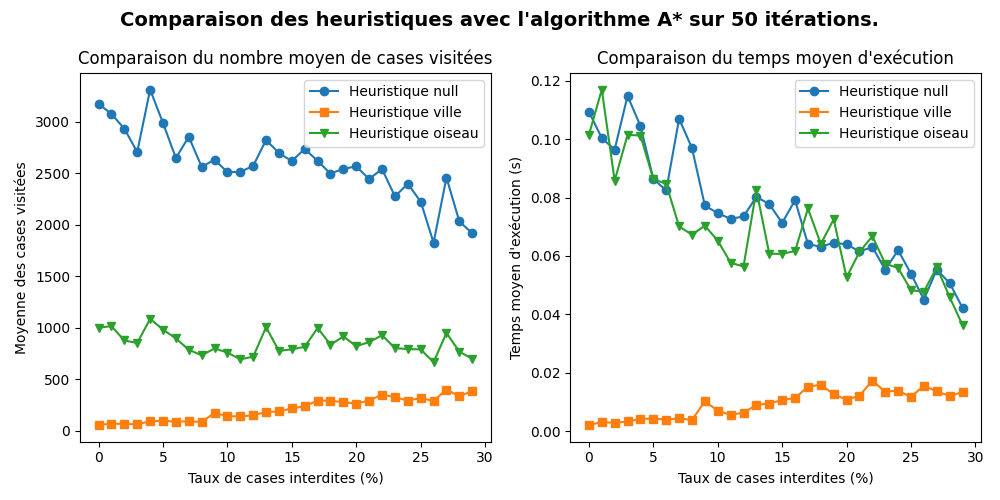 Comparaison des heuristiques avec l'algorithme A* sur 50 itérations.
Comparaison du nombre moyen de cases visitées
Moyenne des cases visitées
3000
2500
2000
1500
1000
500
0
Heuristique null
Heuristique ville
Heuristique oiseau
0 5 10 15 20 25 30
Taux de cases interdites (%)
Comparaison du temps moyen d'exécution
Temps moyen d'exécution (s)
0.12
0.10
0.08
0.06
0.04
0.02
0.00
Heuristique null
Heuristique ville
Heuristique oiseau
0 5 10 15 20 25 30
Taux de cases interdites (%)